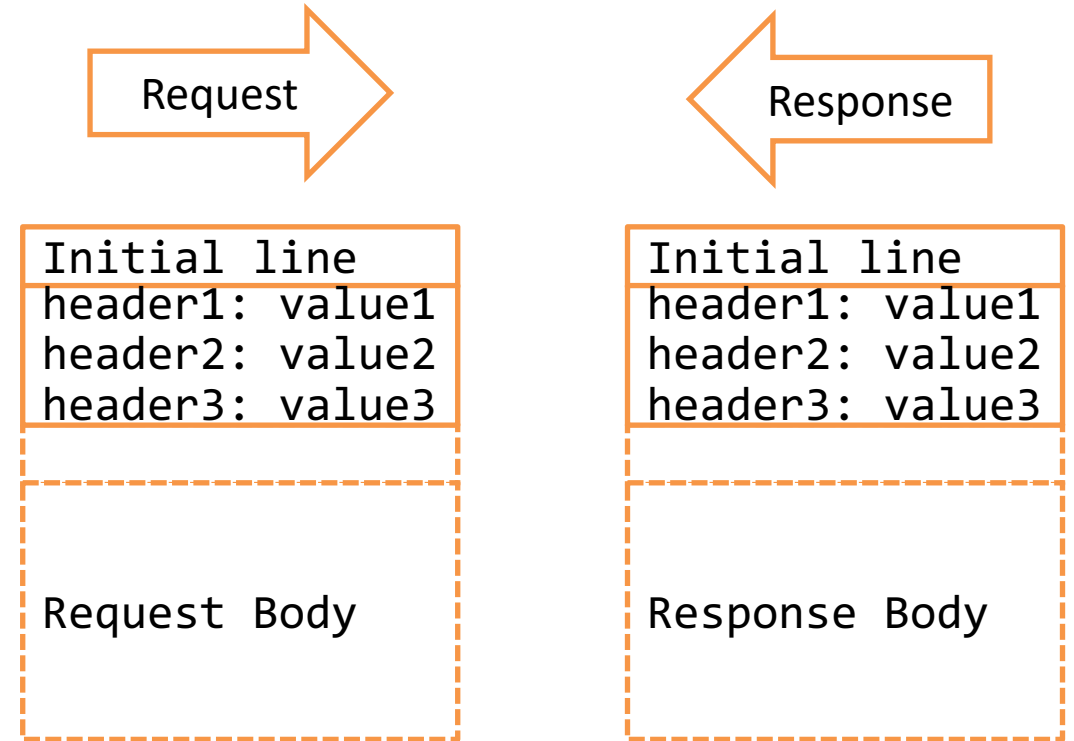 Request
Response
Initial line
header1: value1
header2: value2
header3: value3
Request Body
Initial line
header1: value1
header2: value2
header3: value3
Response Body